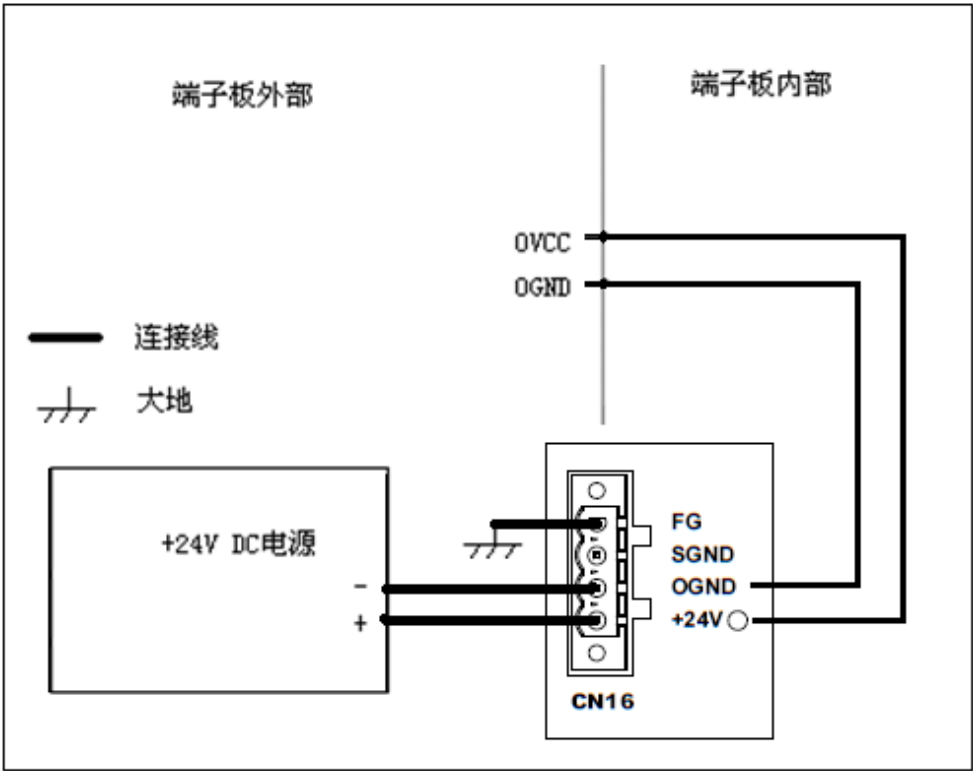 端子板外部
端子板内部
OVCC
OGND
连接线
大地
+24V DC电源
-
+
FG
SGND
OGND
+24V
CN16